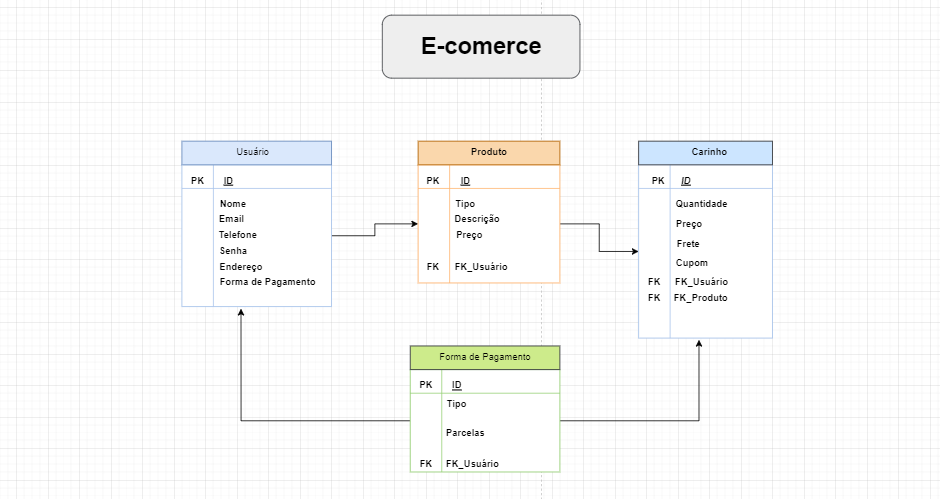 E-comerce
Usuário
PK ID
Nome
Email
Telefone
Senha
Endereço
Forma de Pagamento
Produto
PK ID
Tipo
Descrição
Preço
FK FK_Usuário
Carinho
PK ID
Quantidade
Preço
Frete
Cupom
FK FK_Usuário
FK FK_Produto
Forma de Pagamento
PK ID
Tipo
Parcelas
FK FK_Usuário